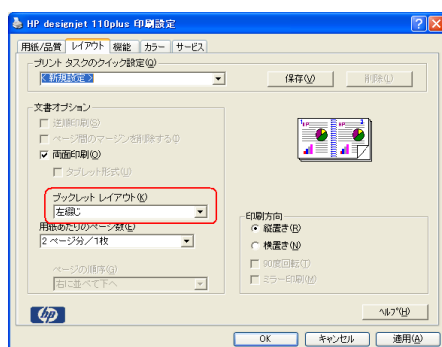 HP designjet 110plus 印刷設定
用紙/品質 レイアウト 機能 カラー サービス
プリント タスクのクイック設定(Q)
<新規設定>
保存(V) 削除(L)
文書オプション
逆順印刷(S)
ページ間のマージンを削除する(I)
両面印刷(O)
タブレット形式(U)
ブックレット レイアウト(K)
左綴じ
用紙あたりのページ数(E)
2 ページ分/1枚
ページの順序(G)
右に並べて下へ
印刷方向
縦置き(R)
横置き(N)
90度回転(T)
ミラー印刷(M)
hp
ヘルプ(H)
OK キャンセル 適用(A)